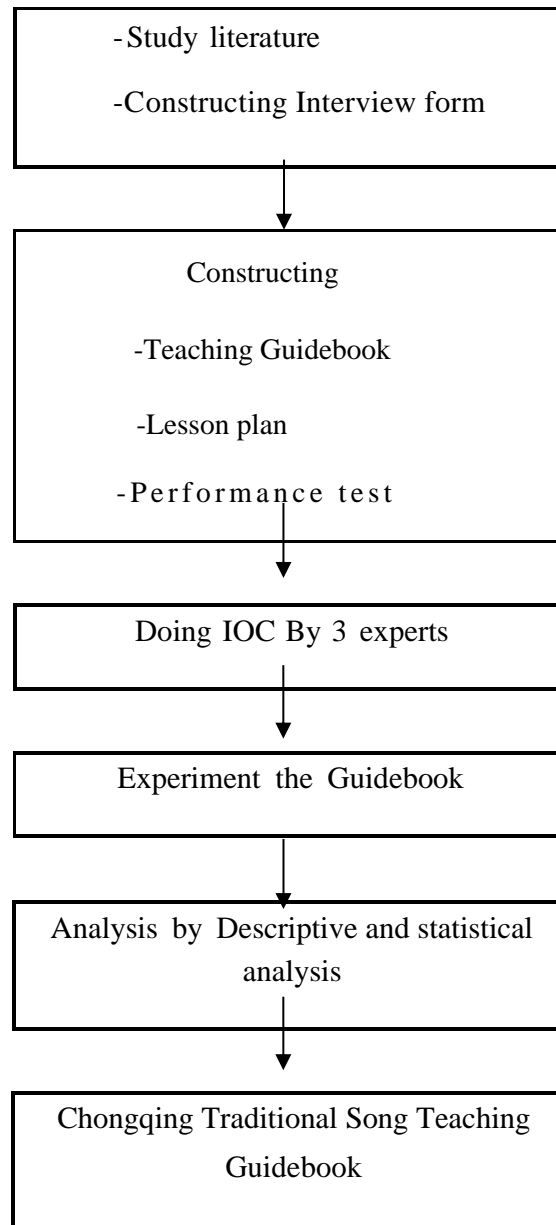 -Study literature
-Constructing Interview form
Constructing
-Teaching Guidebook
-Lesson plan
-Performance test
Doing IOC By 3 experts
Experiment the Guidebook
Analysis by Descriptive and statistical
analysis
Chongqing Traditional Song Teaching
Guidebook